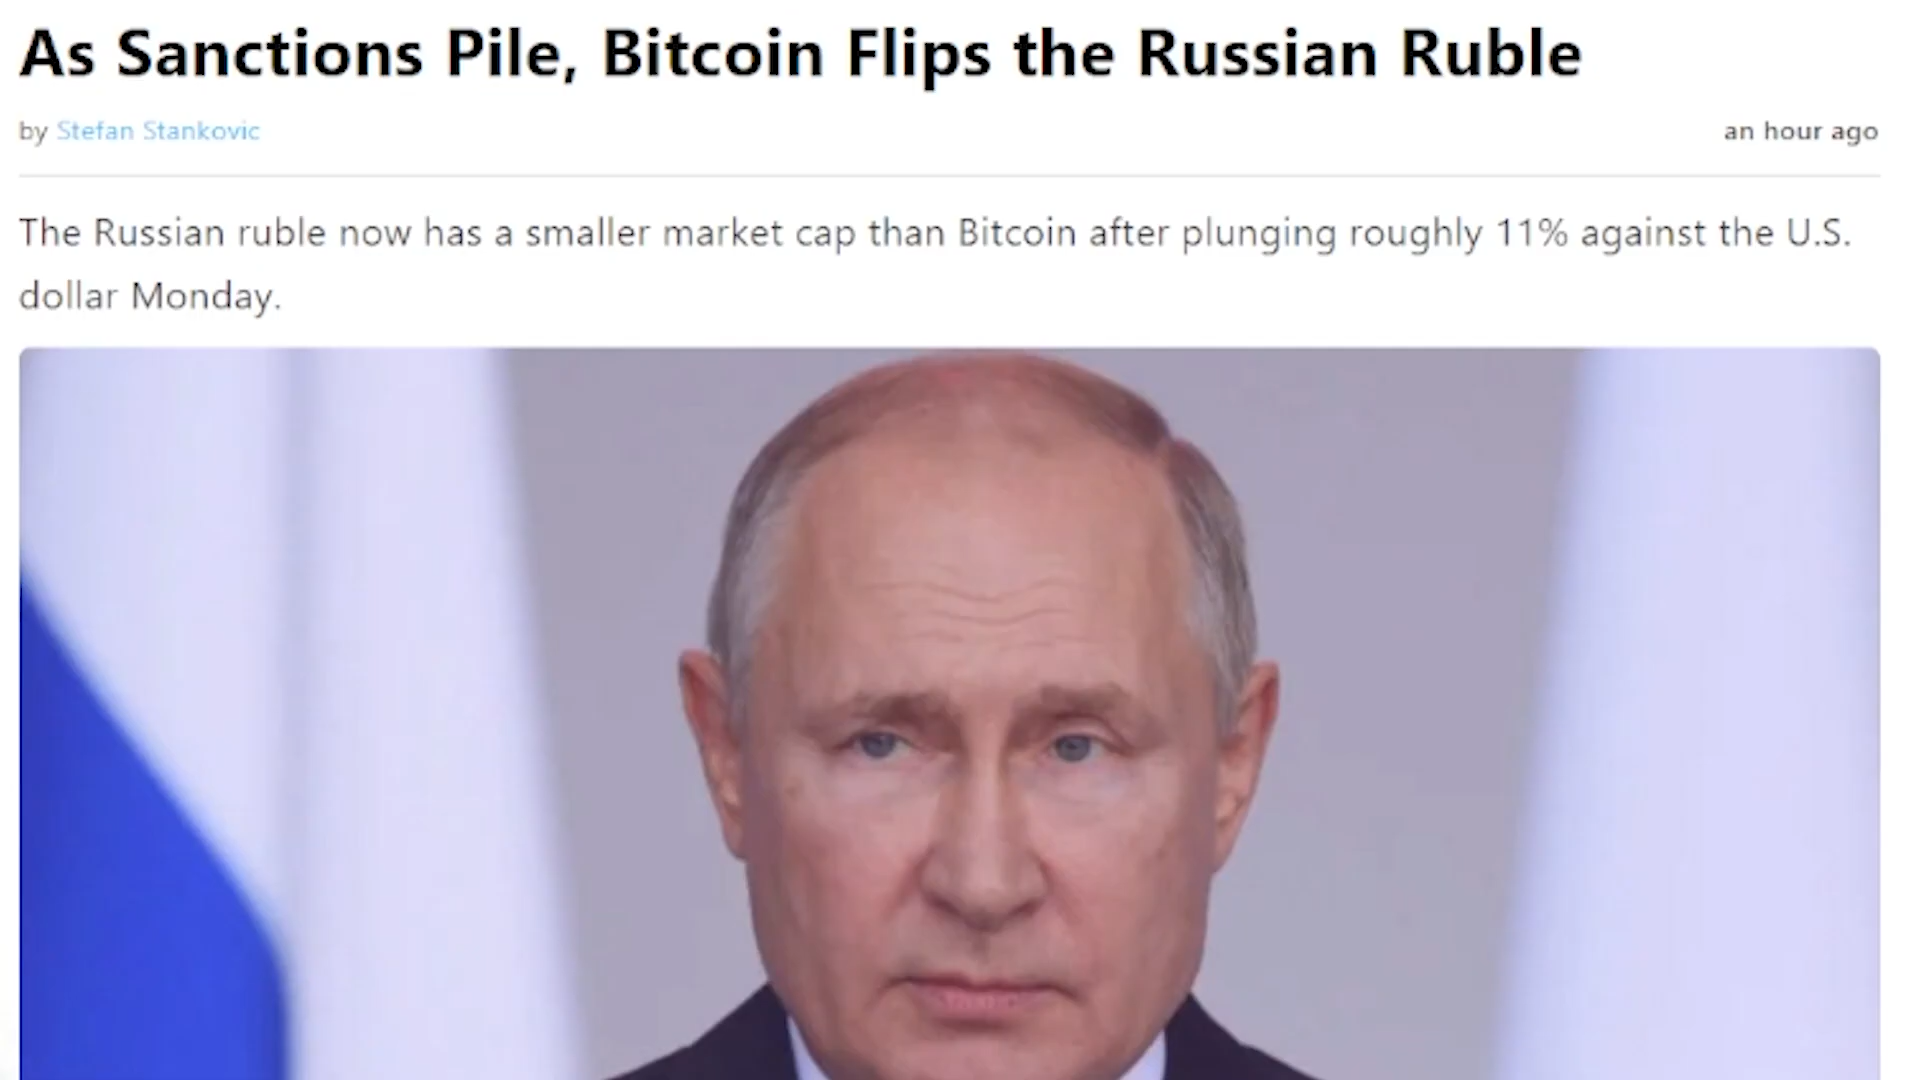 As Sanctions Pile, Bitcoin Flips the Russian Ruble
by Stefan Stankovic
an hour ago
The Russian ruble now has a smaller market cap than Bitcoin after plunging roughly 11% against the U.S.
dollar Monday.